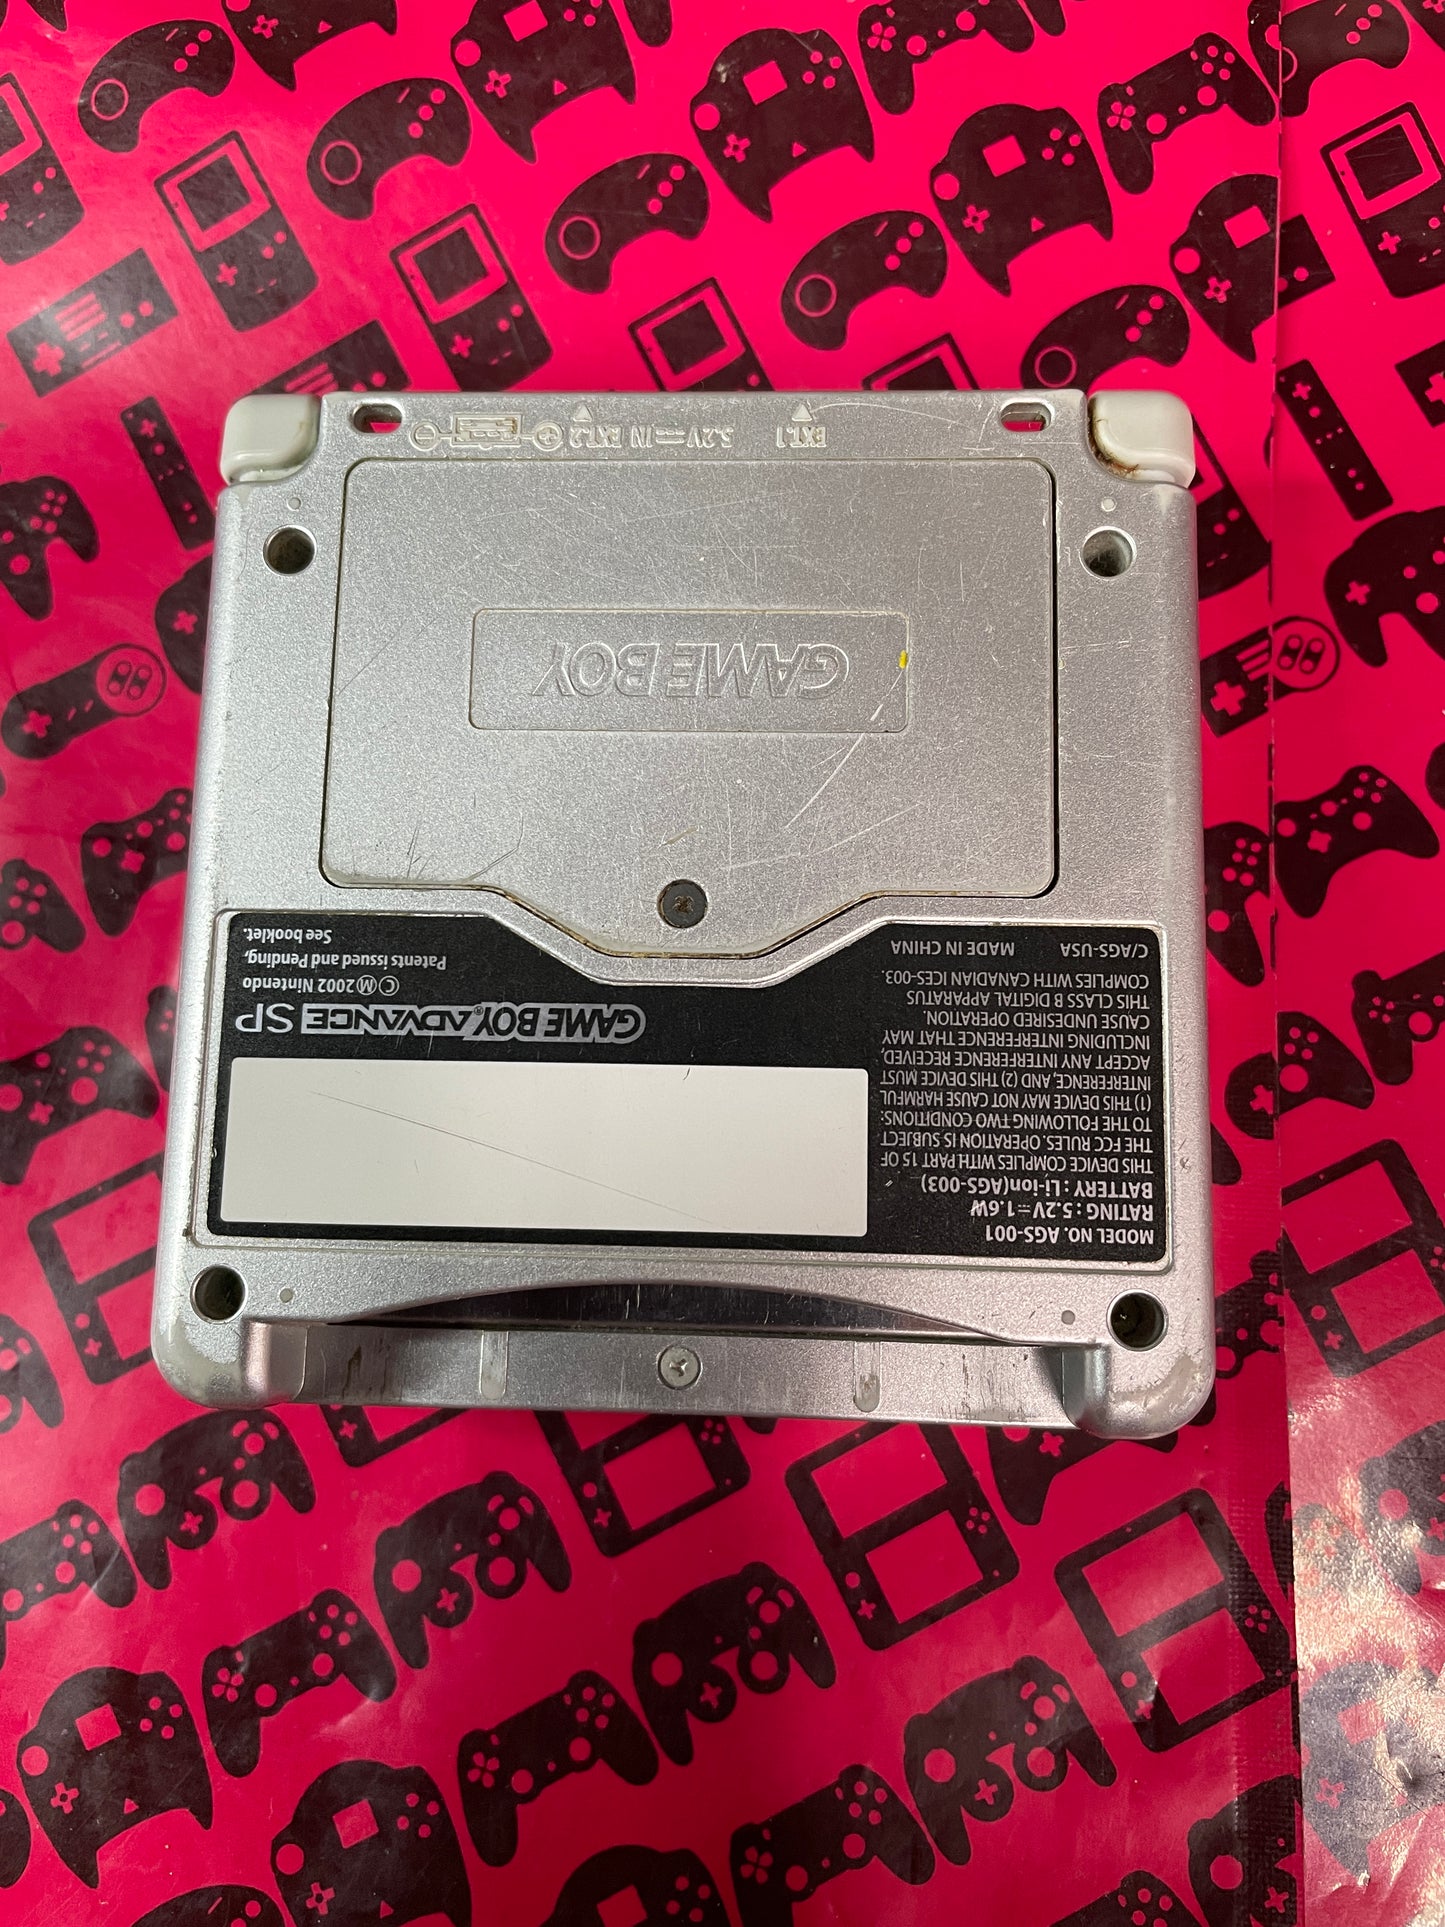 MODEL NO. AGS-001
RATING : 5.2V⎓1.6W
BATTERY : Li-ion(AGS-003)
THIS DEVICE COMPLIES WITH PART 15 OF
THE FCC RULES. OPERATION IS SUBJECT
TO THE FOLLOWING TWO CONDITIONS:
(1) THIS DEVICE MAY NOT CAUSE HARMFUL
INTERFERENCE, AND (2) THIS DEVICE MUST
ACCEPT ANY INTERFERENCE RECEIVED,
INCLUDING INTERFERENCE THAT MAY
CAUSE UNDESIRED OPERATION.
THIS CLASS B DIGITAL APPARATUS
COMPLIES WITH CANADIAN ICES-003.
C/AGS-USA MADE IN CHINA
GAME BOY ADVANCE® SP
© Ⓜ 2002 Nintendo
Patents issued and Pending,
See booklet.
GAME BOY
EXT.1 5.2V⎓IN EXT.2